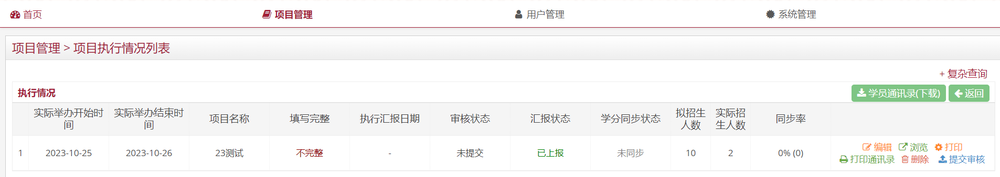 首页
项目管理
用户管理
系统管理
项目管理 > 项目执行情况列表
+ 复杂查询
执行情况
学员通讯录(下载)
返回
实际举办开始时
间
实际举办结束时
间
项目名称
填写完整
执行汇报日期
审核状态
汇报状态
学分同步状态
拟招生
人数
实际招
生人数
同步率
1
2023-10-25
2023-10-26
23测试
不完整
-
未提交
已上报
未同步
10
2
0% (0)
编辑 浏览 打印
打印通讯录 删除 提交审核